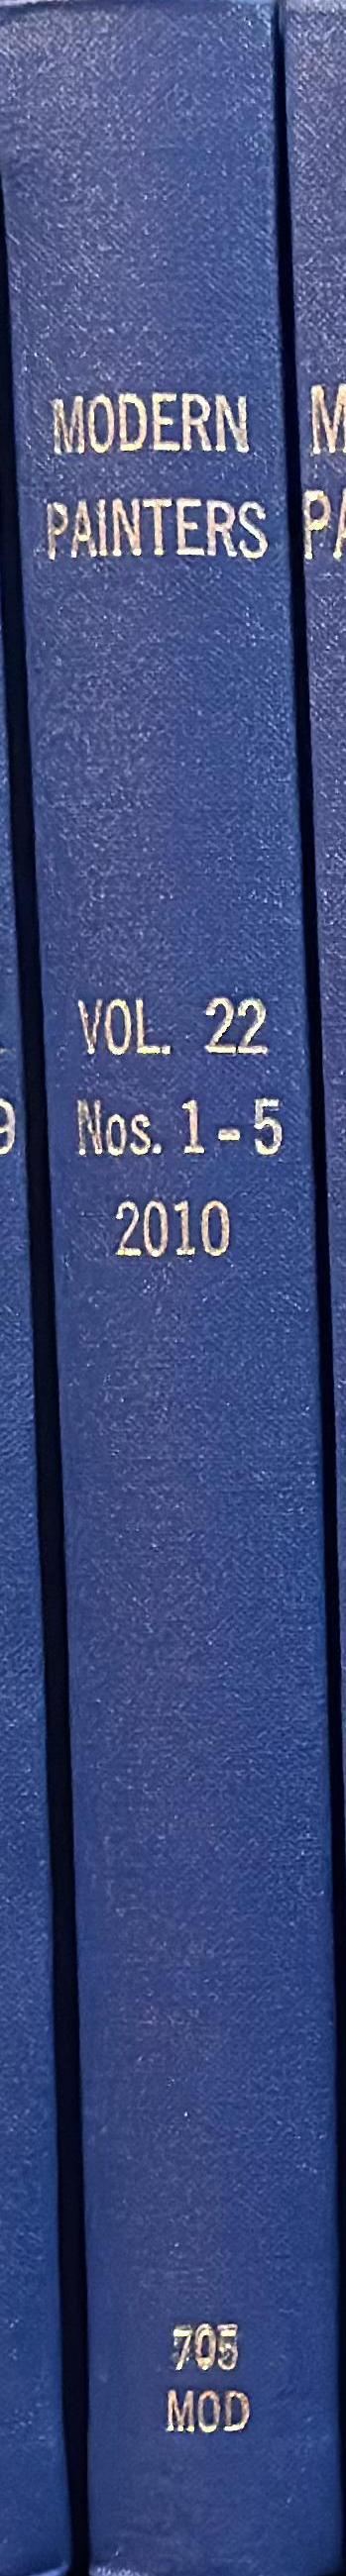 MODERN
PAINTERS
VOL. 22
Nos. 1-5
2010
705
MOD